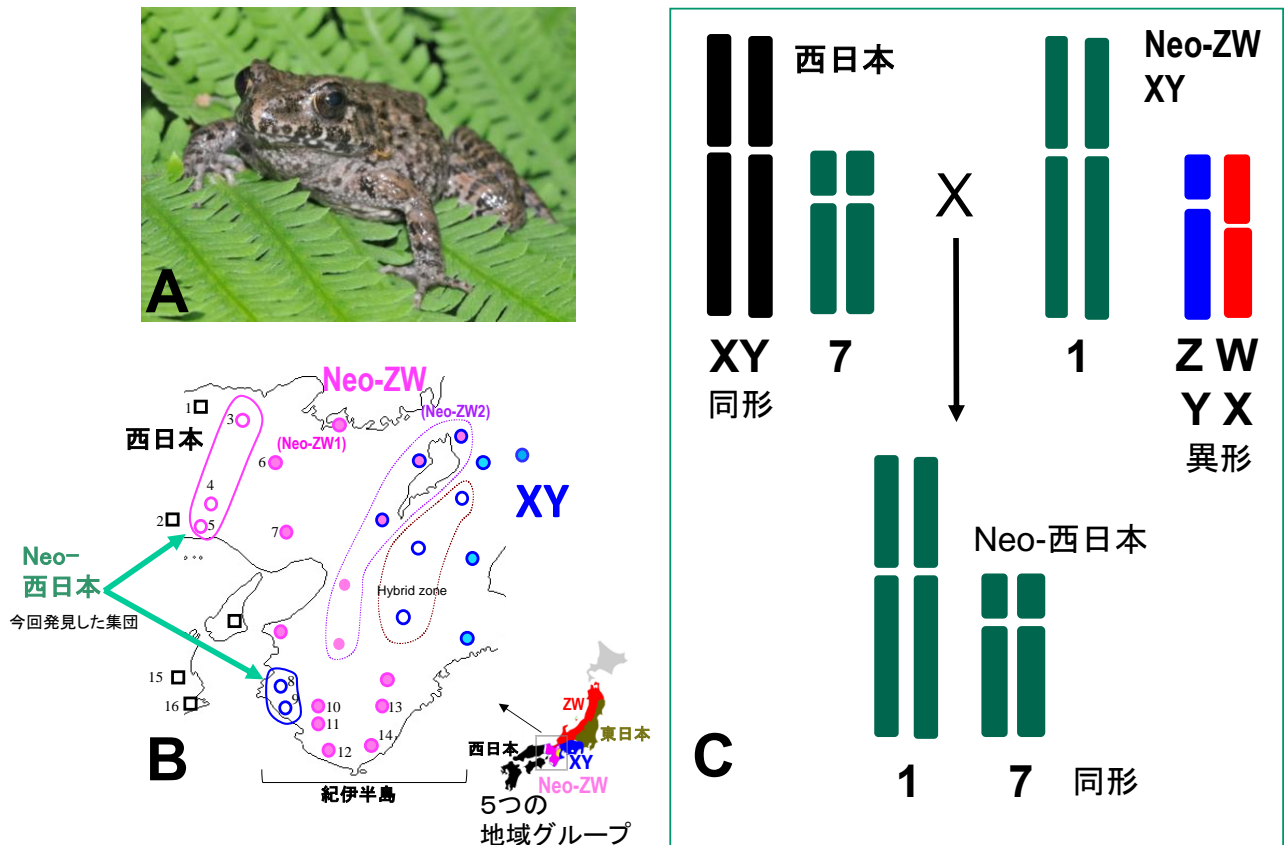 A
Neo-ZW
(Neo-ZW2)
1
3
西日本
(Neo-ZW1)
6
XY
4
2
5
7
Neo-
西日本
今回発見した集団
Hybrid zone
15
8
16
9
10
13
11
12
14
B
紀伊半島
ZW
東日本
西日本
XY
Neo-ZW
5つの
地域グループ
西日本
Neo-ZW
XY
X
XY
7
1
Z W
同形
Y X
異形
Neo-西日本
C
1
7
同形